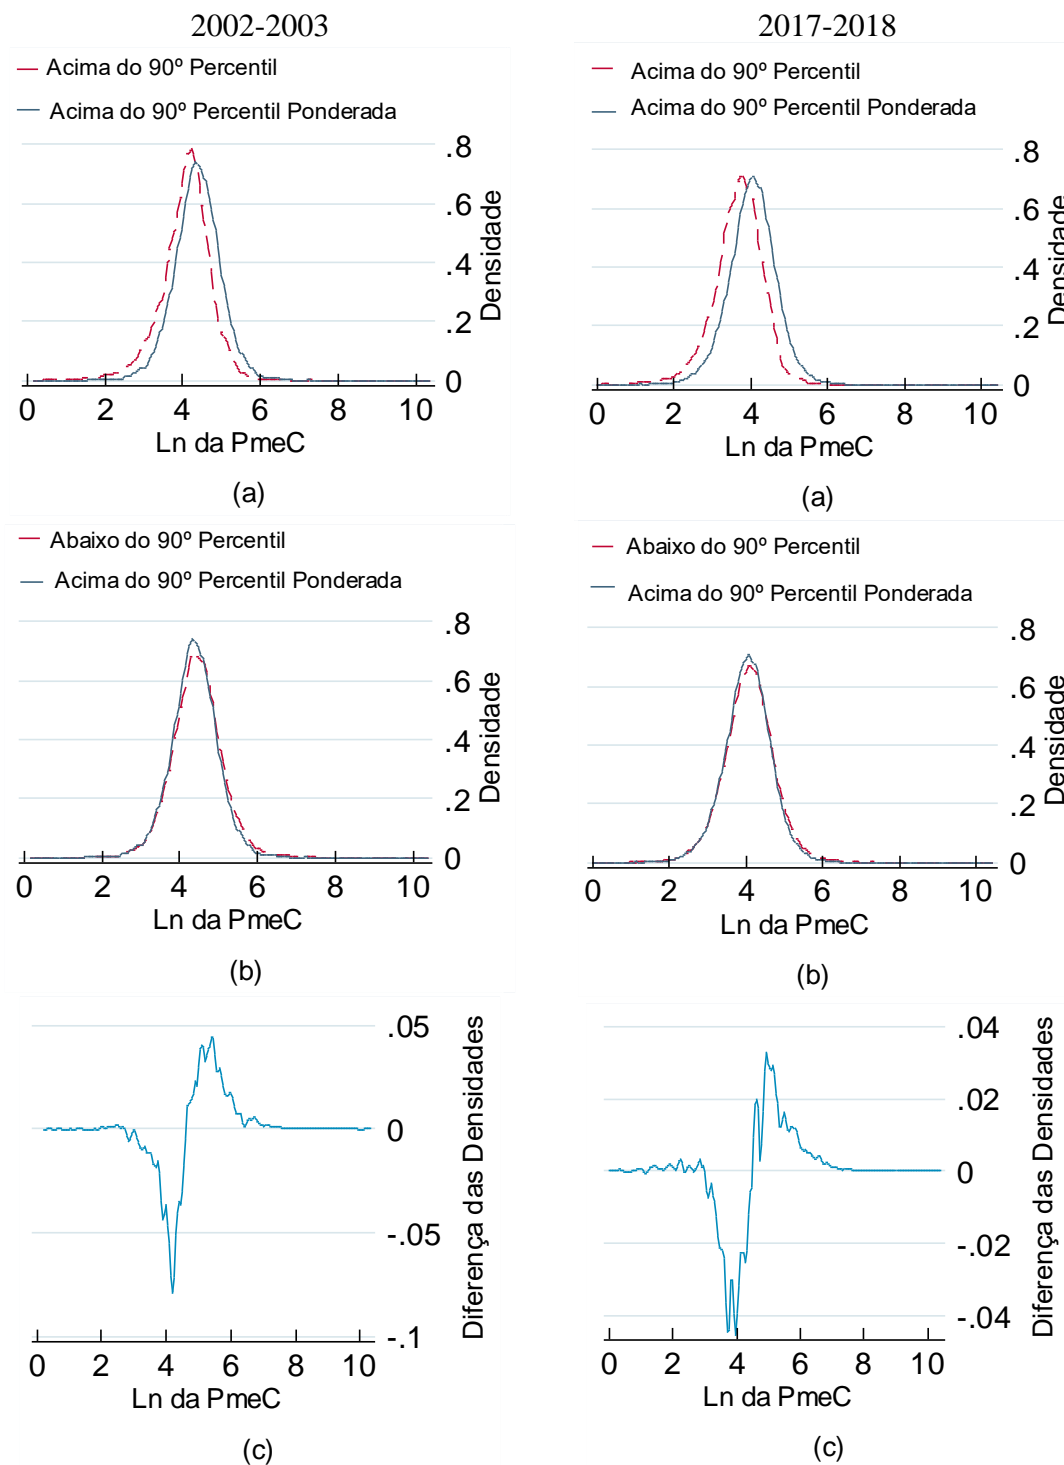 2002-2003
Acima do 90º Percentil
Acima do 90º Percentil Ponderada
.8
.6
.4
.2
0
Densidade
0 2 4 6 8 10
Ln da PmeC
(a)
2017-2018
Acima do 90º Percentil
Acima do 90º Percentil Ponderada
.8
.6
.4
.2
0
Densidade
0 2 4 6 8 10
Ln da PmeC
(a)
Abaixo do 90º Percentil
Acima do 90º Percentil Ponderada
.8
.6
.4
.2
0
Densidade
0 2 4 6 8 10
Ln da PmeC
(b)
Abaixo do 90º Percentil
Acima do 90º Percentil Ponderada
.8
.6
.4
.2
0
Densidade
0 2 4 6 8 10
Ln da PmeC
(b)
.05
0
-.05
-.1
Diferença das Densidades
0 2 4 6 8 10
Ln da PmeC
(c)
.04
.02
0
-.02
-.04
Diferença das Densidades
0 2 4 6 8 10
Ln da PmeC
(c)